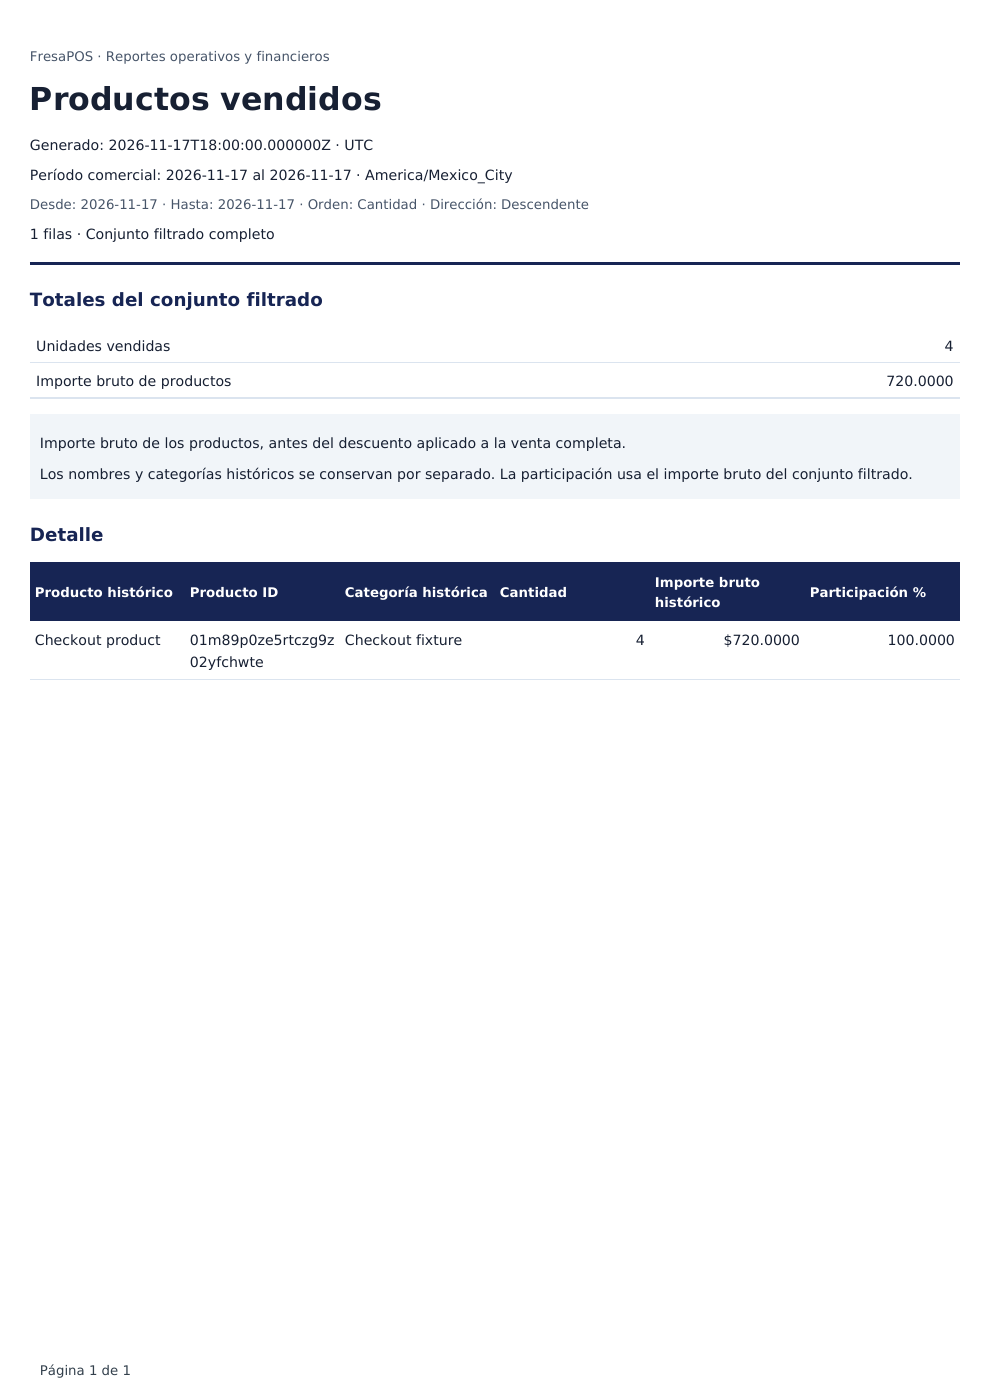 FresaPOS · Reportes operativos y financieros
Productos vendidos
Generado: 2026-11-17T18:00:00.000000Z · UTC
Período comercial: 2026-11-17 al 2026-11-17 · America/Mexico_City
Desde: 2026-11-17 · Hasta: 2026-11-17 · Orden: Cantidad · Dirección: Descendente
1 filas · Conjunto filtrado completo
Totales del conjunto filtrado
Unidades vendidas 4
Importe bruto de productos 720.0000
Importe bruto de los productos, antes del descuento aplicado a la venta completa.
Los nombres y categorías históricos se conservan por separado. La participación usa el importe bruto del conjunto filtrado.
Detalle
Producto histórico Producto ID Categoría histórica Cantidad Importe bruto histórico Participación %
Checkout product 01m89p0ze5rtczg9z Checkout fixture 4 $720.0000 100.0000
02yfchwte
Página 1 de 1